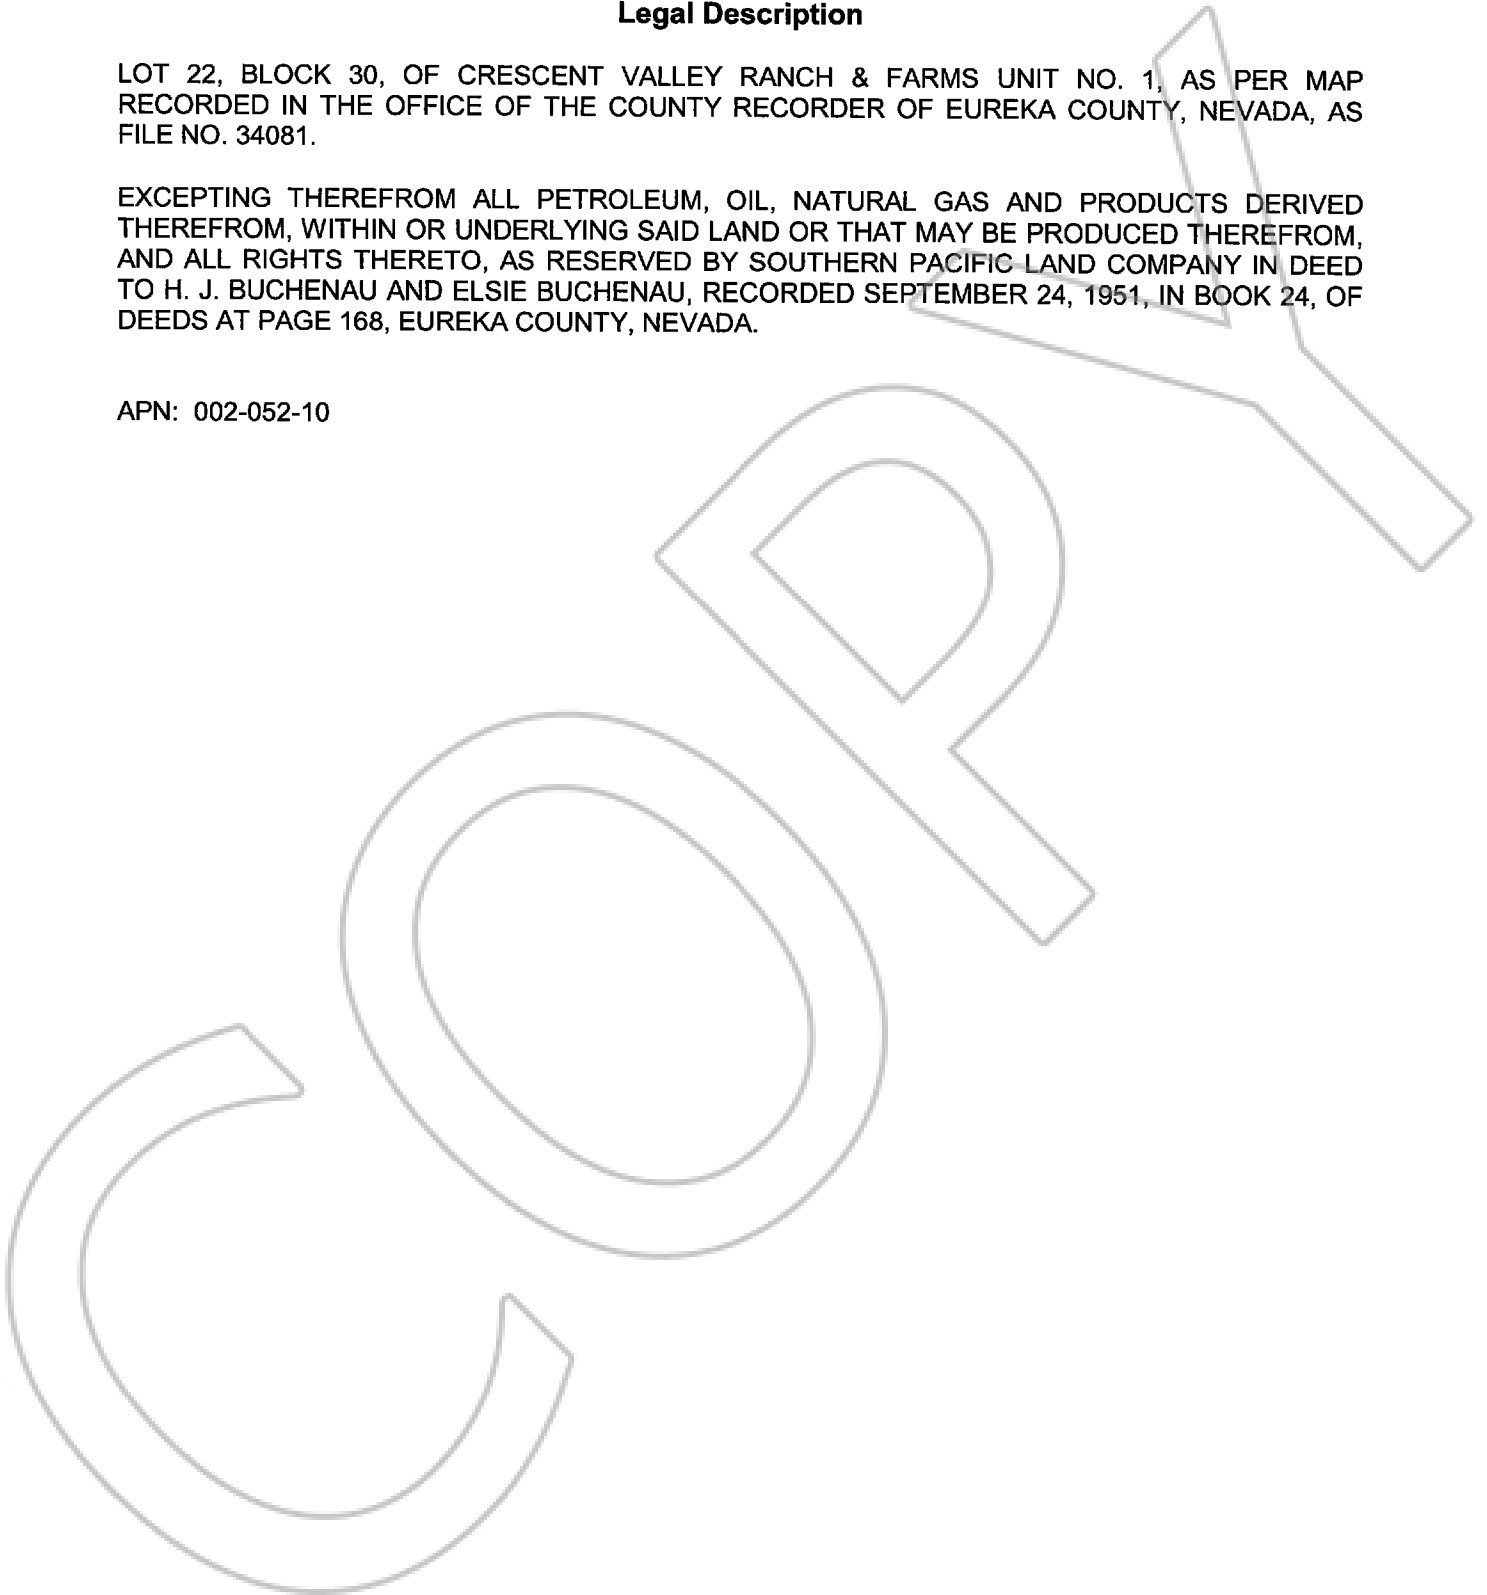 Legal Description
LOT 22, BLOCK 30, OF CRESCENT VALLEY RANCH & FARMS UNIT NO. 1, AS PER MAP
RECORDED IN THE OFFICE OF THE COUNTY RECORDER OF EUREKA COUNTY, NEVADA, AS
FILE NO. 34081.
EXCEPTING THEREFROM ALL PETROLEUM, OIL, NATURAL GAS AND PRODUCTS DERIVED
THEREFROM, WITHIN OR UNDERLYING SAID LAND OR THAT MAY BE PRODUCED THEREFROM,
AND ALL RIGHTS THERETO, AS RESERVED BY SOUTHERN PACIFIC LAND COMPANY IN DEED
TO H. J. BUCHENAU AND ELSIE BUCHENAU, RECORDED SEPTEMBER 24, 1951, IN BOOK 24, OF
DEEDS AT PAGE 168, EUREKA COUNTY, NEVADA.
APN: 002-052-10
COPY